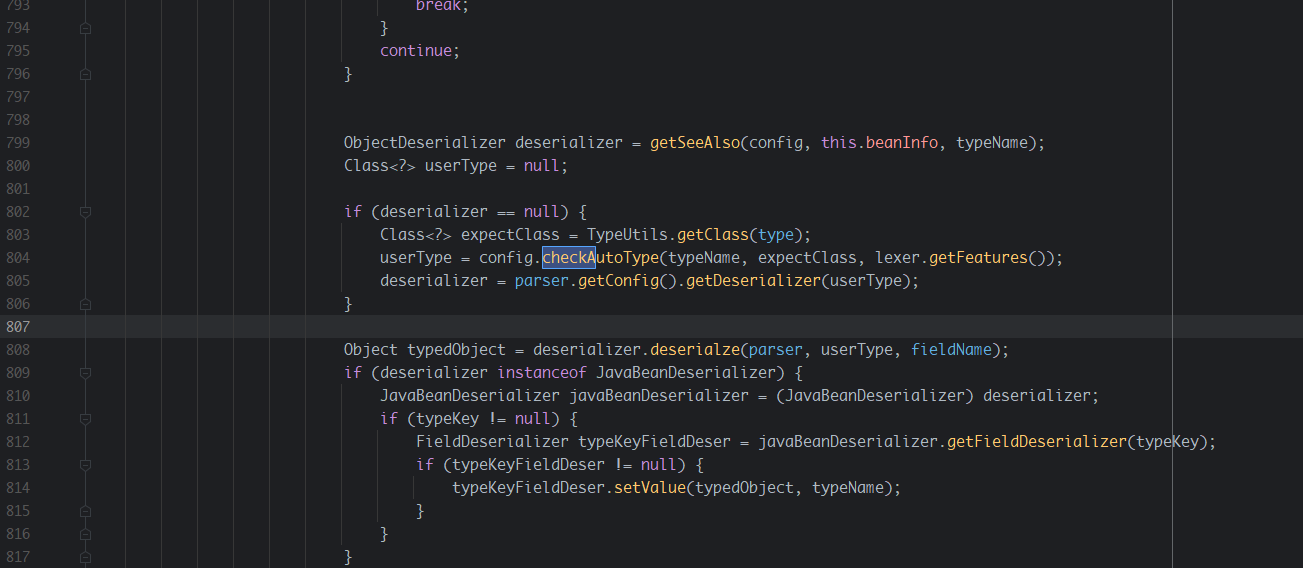 793 break;
794 }
795 continue;
796 }
797
798
799 ObjectDeserializer deserializer = getSeeAlso(config, this.beanInfo, typeName);
800 Class<?> userType = null;
801
802 if (deserializer == null) {
803 Class<?> expectClass = TypeUtils.getClass(type);
804 userType = config.checkAutoType(typeName, expectClass, lexer.getFeatures());
805 deserializer = parser.getConfig().getDeserializer(userType);
806 }
807
808 Object typedObject = deserializer.deserialze(parser, userType, fieldName);
809 if (deserializer instanceof JavaBeanDeserializer) {
810 JavaBeanDeserializer javaBeanDeserializer = (JavaBeanDeserializer) deserializer;
811 if (typeKey != null) {
812 FieldDeserializer typeKeyFieldDeser = javaBeanDeserializer.getFieldDeserializer(typeKey);
813 if (typeKeyFieldDeser != null) {
814 typeKeyFieldDeser.setValue(typedObject, typeName);
815 }
816 }
817 }